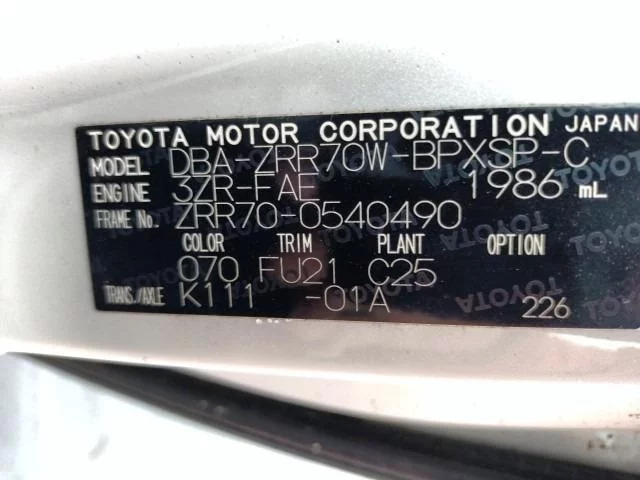 TOYOTA MOTOR CORPORATION JAPAN
MODEL DBA-ZRR70W-BPXSP-C
ENGINE 3ZR-FAE 1986 mL
FRAME No. ZRR70-0540490
COLOR TRIM PLANT OPTION
070 FU21 C25
TRANS./AXLE K111 -01A 226